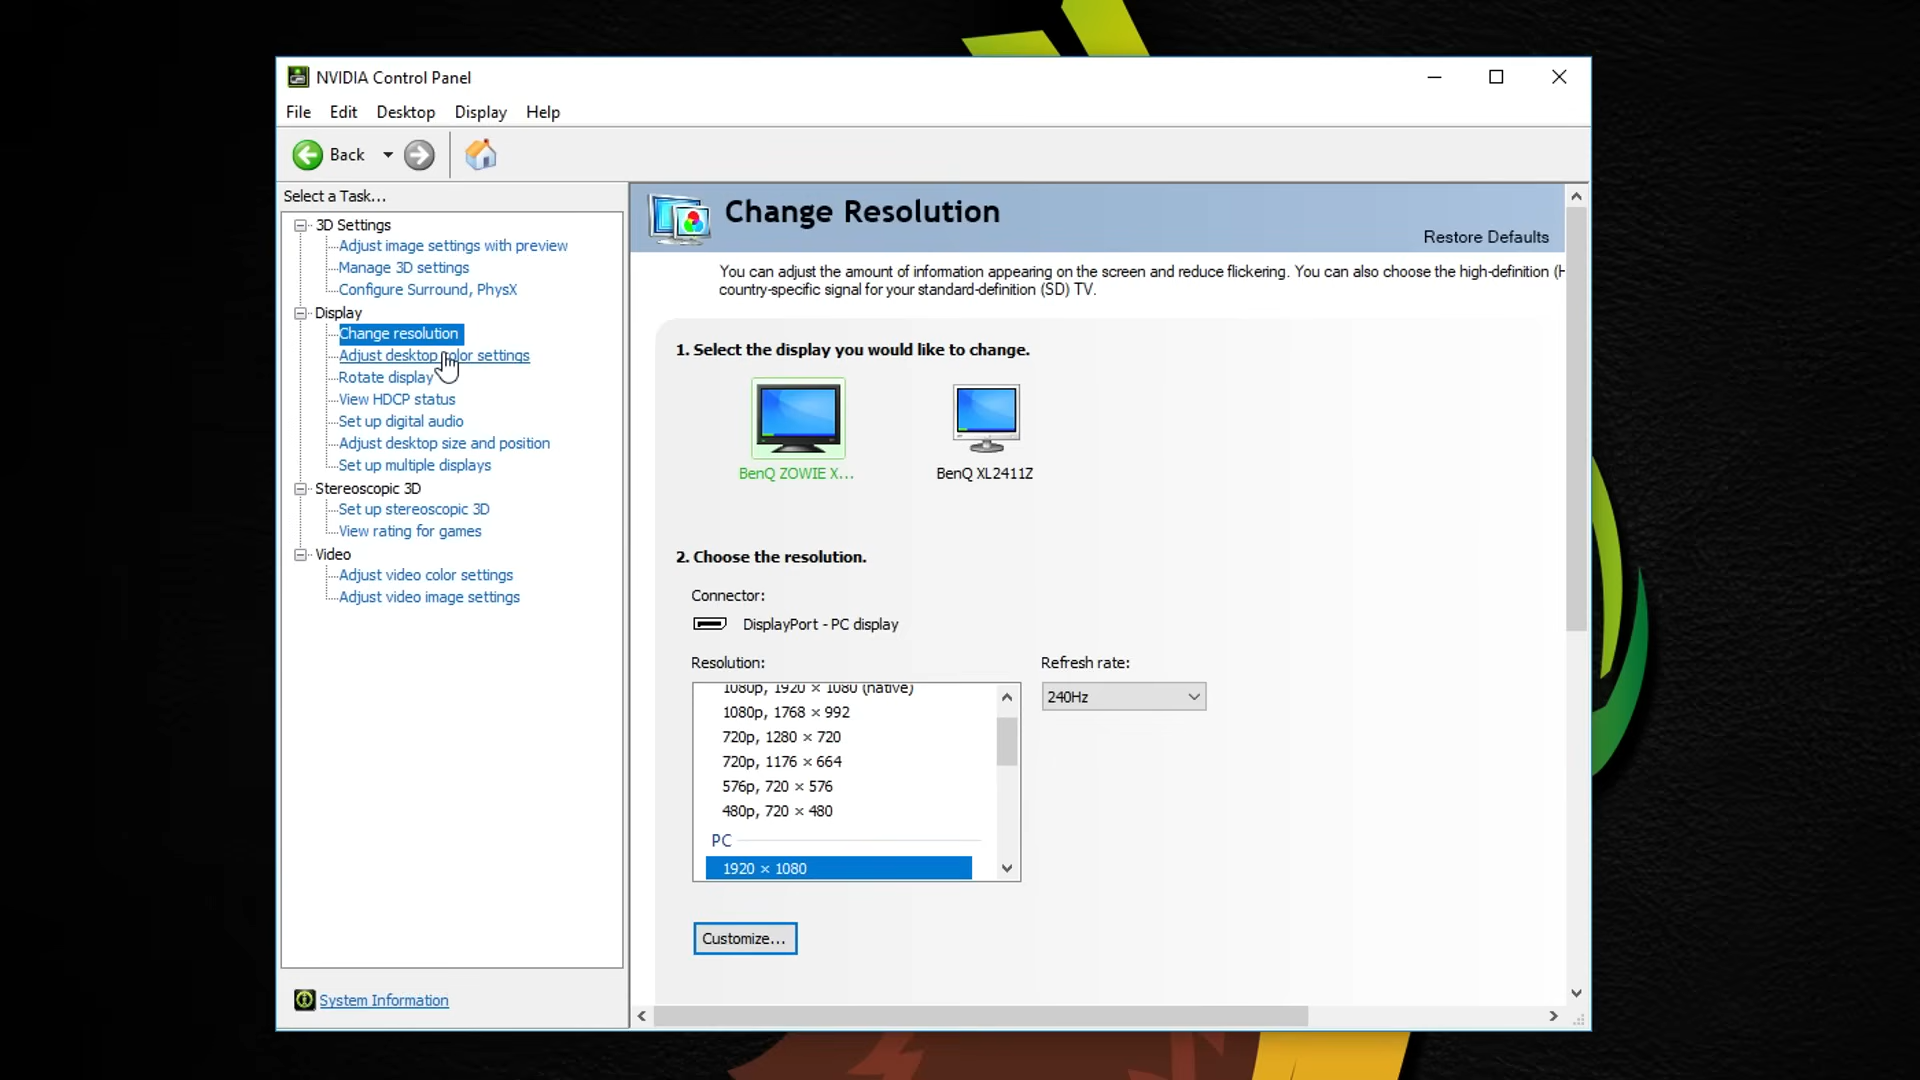 NVIDIA Control Panel
File Edit Desktop Display Help
Back
Select a Task...
3D Settings
Adjust image settings with preview
Manage 3D settings
Configure Surround, PhysX
Display
Change resolution
Adjust desktop color settings
Rotate display
View HDCP status
Set up digital audio
Adjust desktop size and position
Set up multiple displays
Stereoscopic 3D
Set up stereoscopic 3D
View rating for games
Video
Adjust video color settings
Adjust video image settings
System Information
Change Resolution
Restore Defaults
You can adjust the amount of information appearing on the screen and reduce flickering. You can also choose the high-definition (H
country-specific signal for your standard-definition (SD) TV.
1. Select the display you would like to change.
BenQ ZOWIE X...
BenQ XL2411Z
2. Choose the resolution.
Connector:
DisplayPort - PC display
Resolution:
Refresh rate:
1080p, 1920 × 1080 (native)
240Hz
1080p, 1768 × 992
720p, 1280 × 720
720p, 1176 × 664
576p, 720 × 576
480p, 720 × 480
PC
1920 × 1080
Customize...